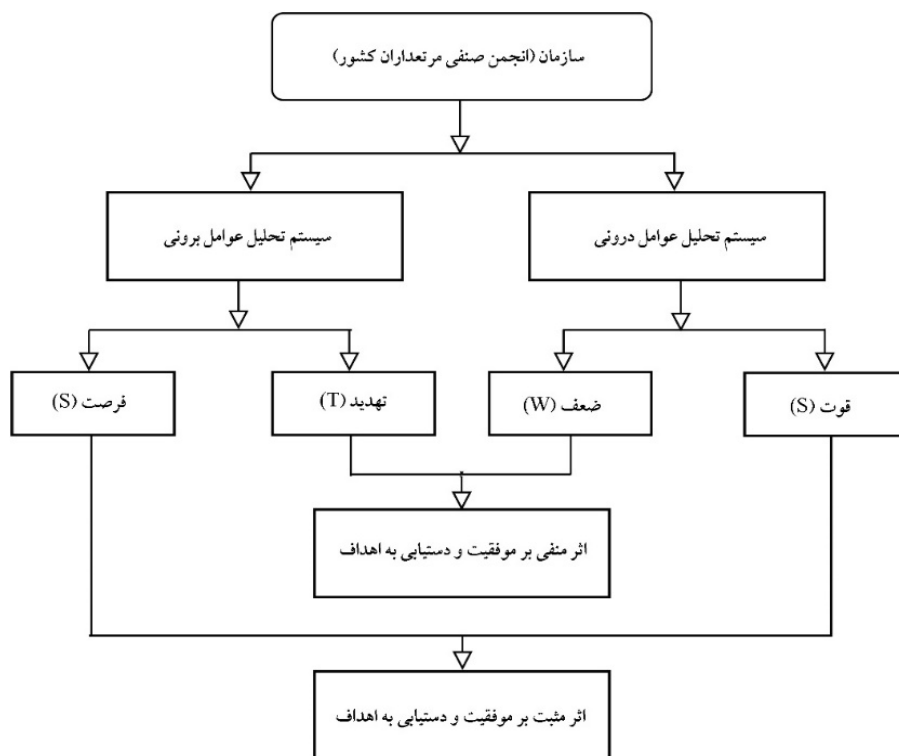 سازمان (انجمن صنفی مرتعداران کشور)
سیستم تحلیل عوامل درونی
سیستم تحلیل عوامل برونی
قوت (S)
ضعف (W)
تهدید (T)
فرصت (S)
اثر منفی بر موفقیت و دستیابی به اهداف
اثر مثبت بر موفقیت و دستیابی به اهداف